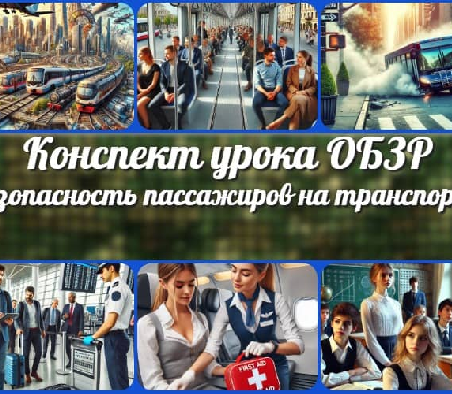 Конспект урока ОБЗР
зопасность пассажиров на транспор
FIRST AID